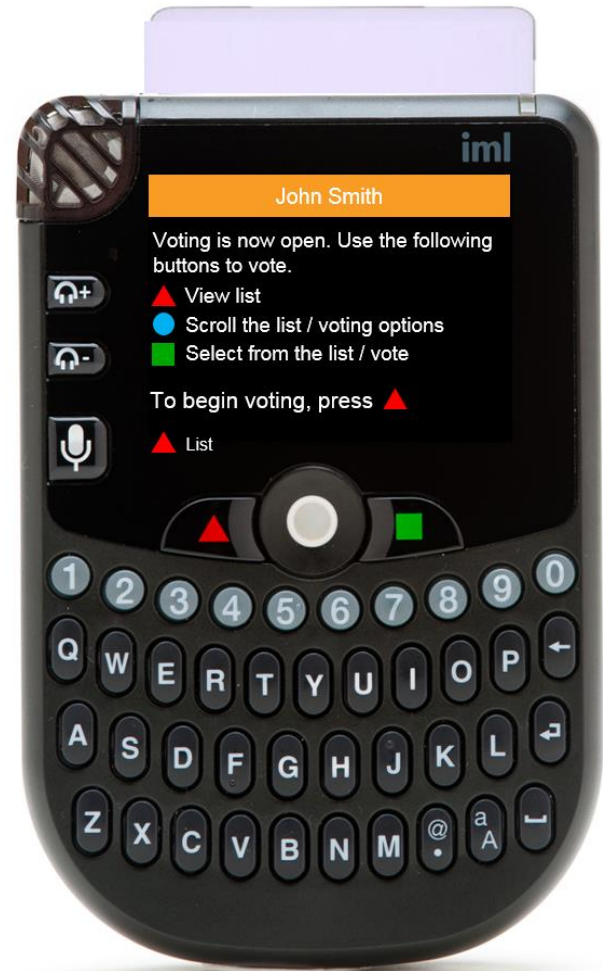 iml
John Smith
Voting is now open. Use the following
buttons to vote.
View list
Scroll the list / voting options
Select from the list / vote
To begin voting, press
List
1 2 3 4 5 6 7 8 9 0
Q W E R T Y U I O P
A S D F G H J K L
Z X C V B N M @ . a A